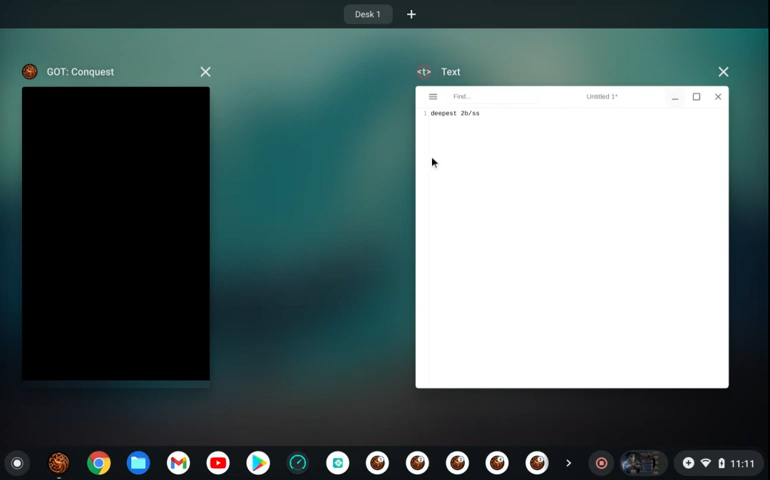 Desk 1 +
GOT: Conquest
<t> Text
Find... Untitled 1*
1 deepest 2b/ss
11:11